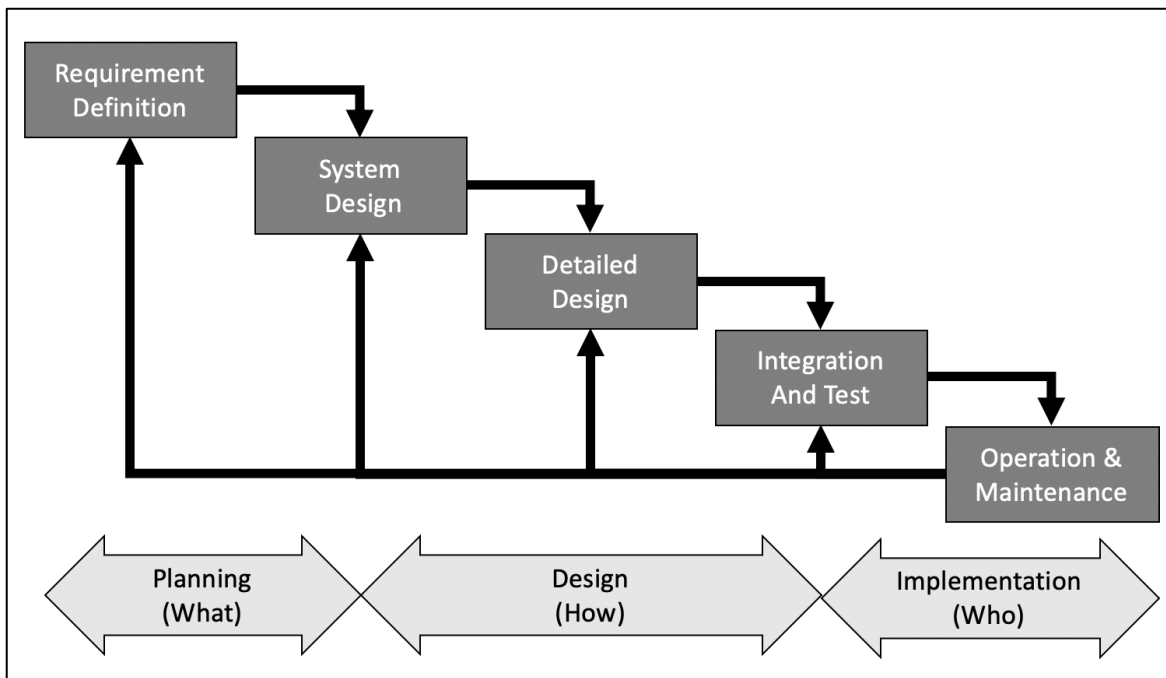 Requirement
Definition
System
Design
Detailed
Design
Integration
And Test
Operation &
Maintenance
Planning
(What)
Design
(How)
Implementation
(Who)